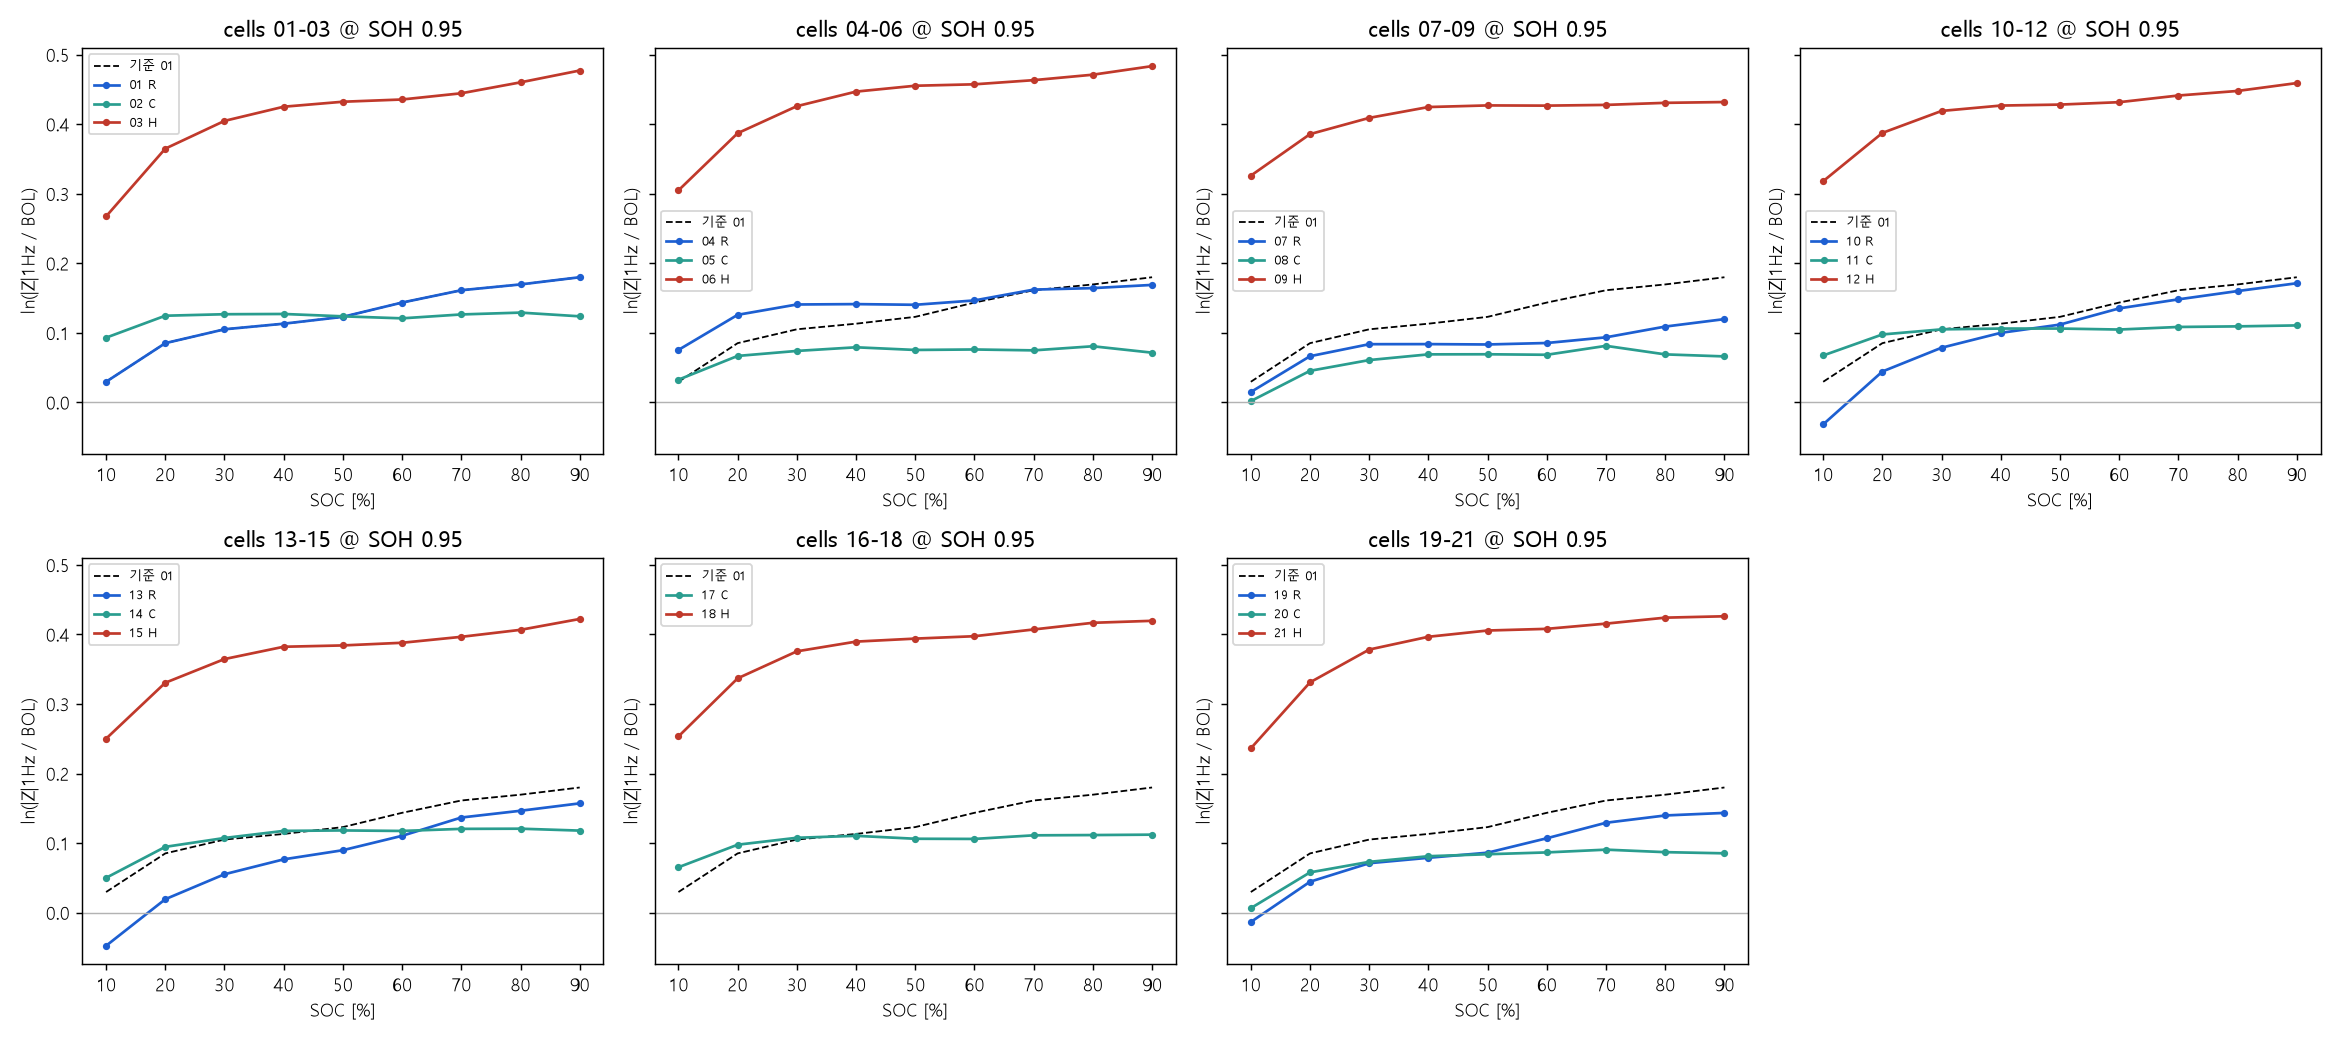 cells 01-03 @ SOH 0.95
ln(|Z|1Hz / BOL)
0.5
0.4
0.3
0.2
0.1
0.0
기준 01
01 R
02 C
03 H
10 20 30 40 50 60 70 80 90
SOC [%]
cells 04-06 @ SOH 0.95
ln(|Z|1Hz / BOL)
기준 01
04 R
05 C
06 H
10 20 30 40 50 60 70 80 90
SOC [%]
cells 07-09 @ SOH 0.95
ln(|Z|1Hz / BOL)
기준 01
07 R
08 C
09 H
10 20 30 40 50 60 70 80 90
SOC [%]
cells 10-12 @ SOH 0.95
ln(|Z|1Hz / BOL)
기준 01
10 R
11 C
12 H
10 20 30 40 50 60 70 80 90
SOC [%]
cells 13-15 @ SOH 0.95
ln(|Z|1Hz / BOL)
0.5
0.4
0.3
0.2
0.1
0.0
기준 01
13 R
14 C
15 H
10 20 30 40 50 60 70 80 90
SOC [%]
cells 16-18 @ SOH 0.95
ln(|Z|1Hz / BOL)
기준 01
17 C
18 H
10 20 30 40 50 60 70 80 90
SOC [%]
cells 19-21 @ SOH 0.95
ln(|Z|1Hz / BOL)
기준 01
19 R
20 C
21 H
10 20 30 40 50 60 70 80 90
SOC [%]